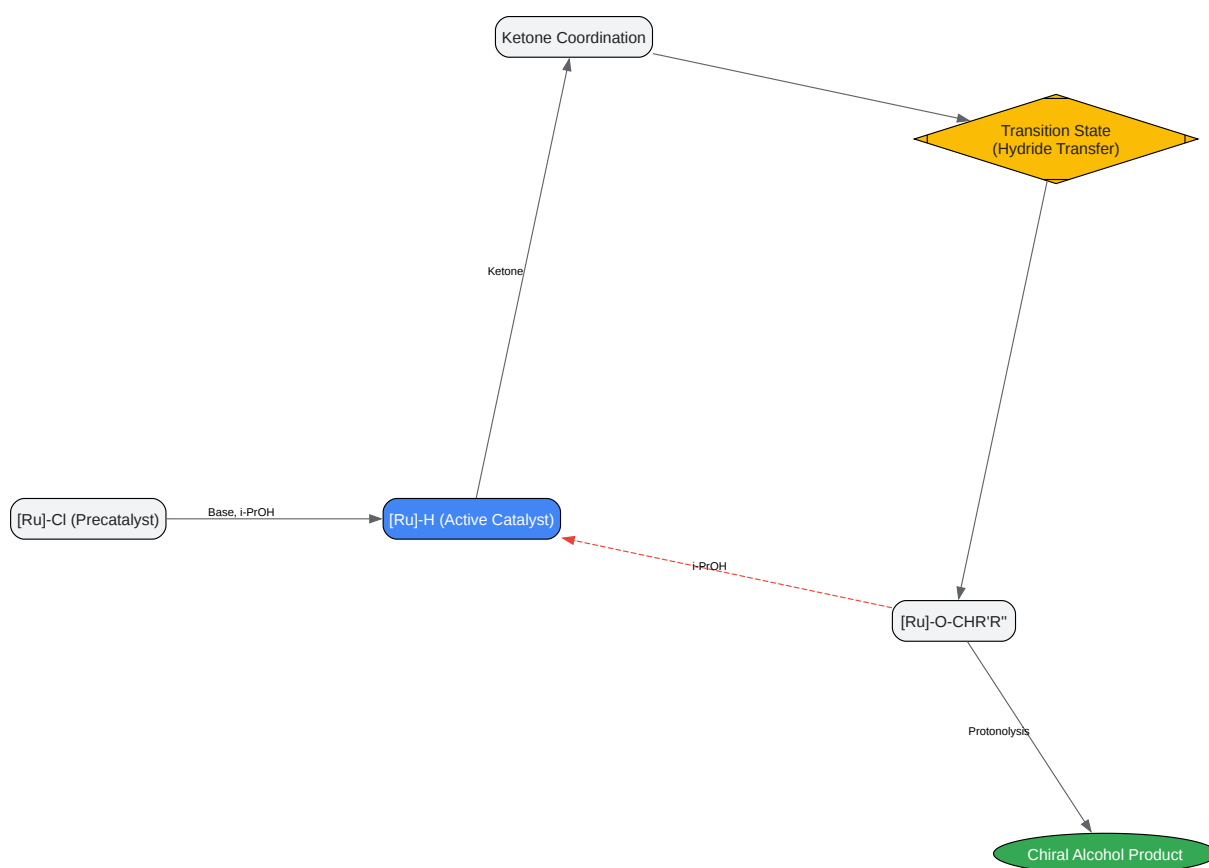 Ketone Coordination
Transition State
(Hydride Transfer)
Ketone
[Ru]-Cl (Precatalyst)
Base, i-PrOH
[Ru]-H (Active Catalyst)
i-PrOH
[Ru]-O-CHR'R"
Protonolysis
Chiral Alcohol Product